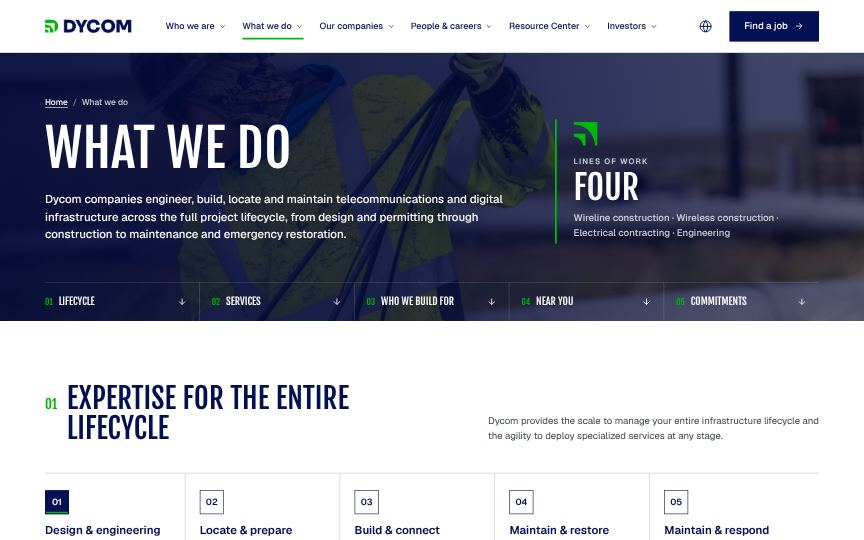 DYCOM
Who we are
What we do
Our companies
People & careers
Resource Center
Investors
Find a job
Home / What we do
WHAT WE DO
Dycom companies engineer, build, locate and maintain telecommunications and digital
infrastructure across the full project lifecycle, from design and permitting through
construction to maintenance and emergency restoration.
LINES OF WORK
FOUR
Wireline construction · Wireless construction ·
Electrical contracting · Engineering
01 LIFECYCLE
02 SERVICES
03 WHO WE BUILD FOR
04 NEAR YOU
05 COMMITMENTS
01 EXPERTISE FOR THE ENTIRE
LIFECYCLE
Dycom provides the scale to manage your entire infrastructure lifecycle and
the agility to deploy specialized services at any stage.
01
Design & engineering
02
Locate & prepare
03
Build & connect
04
Maintain & restore
05
Maintain & respond